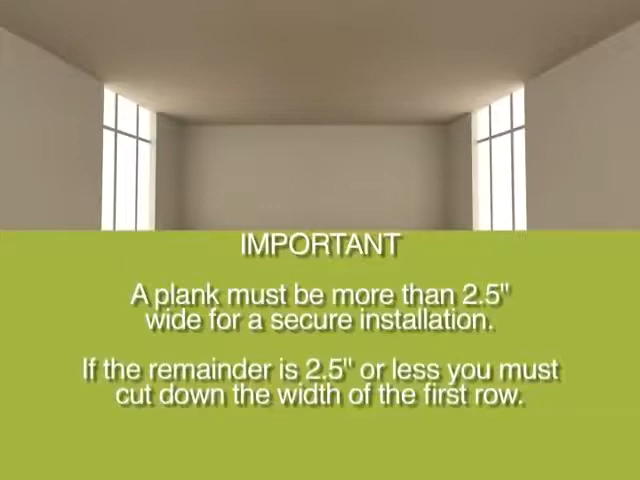 IMPORTANT
A plank must be more than 2.5"
wide for a secure installation.
If the remainder is 2.5" or less you must
cut down the width of the first row.